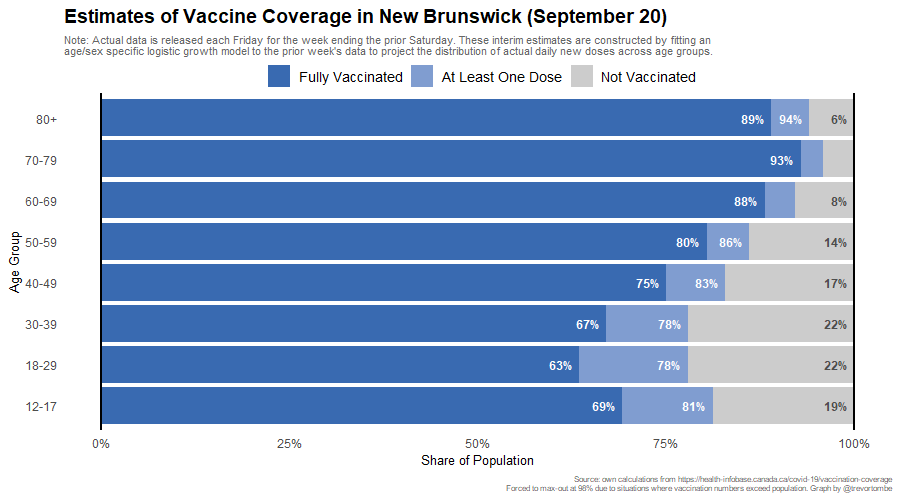 Estimates of Vaccine Coverage in New Brunswick (September 20)
Note: Actual data is released each Friday for the week ending the prior Saturday. These interim estimates are constructed by fitting an
age/sex specific logistic growth model to the prior week's data to project the distribution of actual daily new doses across age groups.
Fully Vaccinated At Least One Dose Not Vaccinated
80+ 89% 94% 6%
70-79 93%
60-69 88% 8%
50-59 80% 86% 14%
40-49 75% 83% 17%
30-39 67% 78% 22%
18-29 63% 78% 22%
12-17 69% 81% 19%
Age Group
0% 25% 50% 75% 100%
Share of Population
Source: own calculations from https://health-infobase.canada.ca/covid-19/vaccination-coverage
Forced to max-out at 98% due to situations where vaccination numbers exceed population. Graph by @trevortombe